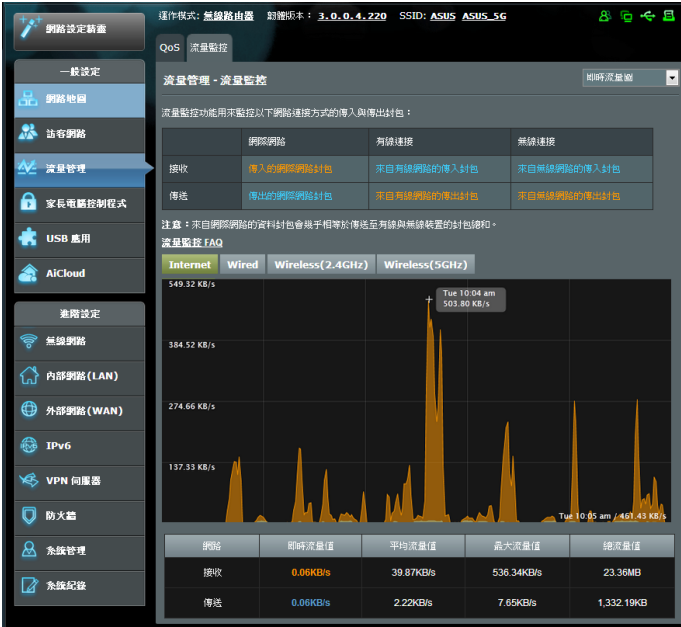 網路設定精靈
運作模式: 無線路由器 韌體版本: 3.0.0.4.220 SSID: ASUS ASUS_5G
QoS 流量監控
一般設定
網路地圖
訪客網路
流量管理
家長電腦控制程式
USB 應用
AiCloud
進階設定
無線網路
內部網路(LAN)
外部網路(WAN)
IPv6
VPN 伺服器
防火牆
系統管理
系統紀錄
流量管理 - 流量監控
即時流量圖
流量監控功能用來監控以下網路連接方式的傳入與傳出封包：
網際網路 有線連接 無線連接
接收 傳入的網際網路封包 來自有線網路的傳入封包 來自無線網路的傳入封包
傳送 傳出的網際網路封包 來自有線網路的傳出封包 來自無線網路的傳出封包
注意：來自網際網路的資料封包會幾乎相等於傳送至有線與無線裝置的封包總和。
流量監控 FAQ
Internet Wired Wireless(2.4GHz) Wireless(5GHz)
549.32 KB/s
Tue 10:04 am
503.80 KB/s
384.52 KB/s
274.66 KB/s
137.33 KB/s
Tue 10:05 am / 461.43 KB/s
網路 即時流量值 平均流量值 最大流量值 總流量值
接收 0.06KB/s 39.87KB/s 536.34KB/s 23.36MB
傳送 0.06KB/s 2.22KB/s 7.65KB/s 1,332.19KB